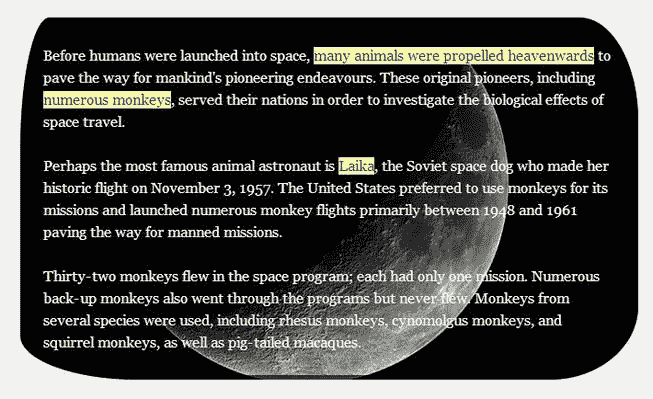 Before humans were launched into space, many animals were propelled heavenwards to
pave the way for mankind's pioneering endeavours. These original pioneers, including
numerous monkeys, served their nations in order to investigate the biological effects of
space travel.
Perhaps the most famous animal astronaut is Laika, the Soviet space dog who made her
historic flight on November 3, 1957. The United States preferred to use monkeys for its
missions and launched numerous monkey flights primarily between 1948 and 1961
paving the way for manned missions.
Thirty-two monkeys flew in the space program; each had only one mission. Numerous
back-up monkeys also went through the programs but never flew. Monkeys from
several species were used, including rhesus monkeys, cynomolgus monkeys, and
squirrel monkeys, as well as pig-tailed macaques.